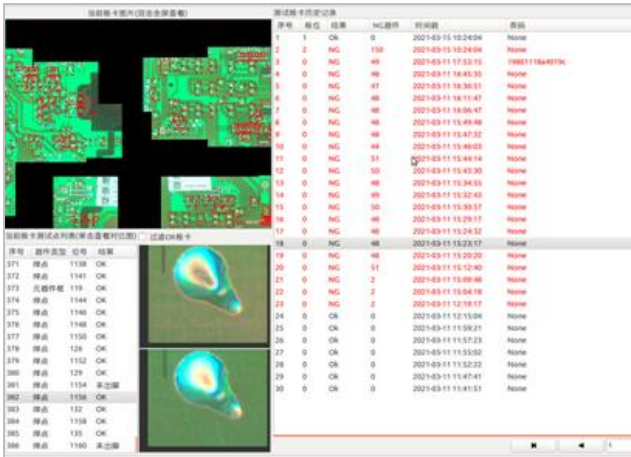 当前板卡图片(双击全屏查看)
测试板卡历史记录
序号 板位 结果 NG器件 时间戳 条码
1 1 Ok 0 2021-03-15 10:24:04 None
2 2 NG 150 2021-03-15 10:24:04 None
3 0 NG 49 2021-03-11 17:53:13
4 0 NG 46 2021-03-11 16:45:35 None
5 0 NG 47 2021-03-11 16:36:51 None
6 0 NG 48 2021-03-11 16:11:47 None
7 0 NG 48 2021-03-11 16:06:47 None
8 0 NG 48 2021-03-11 15:49:48 None
9 0 NG 48 2021-03-11 15:47:32 None
10 0 NG 44 2021-03-11 15:46:03 None
11 0 NG 51 2021-03-11 15:44:14 None
12 0 NG 50 2021-03-11 15:43:30 None
13 0 NG 48 2021-03-11 15:34:55 None
14 0 NG 49 2021-03-11 15:32:43 None
15 0 NG 50 2021-03-11 15:30:57 None
16 0 NG 48 2021-03-11 15:29:17 None
17 0 NG 48 2021-03-11 15:24:32 None
18 0 NG 48 2021-03-11 15:23:17 None
19 0 NG 48 2021-03-11 15:20:20 None
20 0 NG 51 2021-03-11 15:12:40 None
21 0 NG 2 2021-03-11 15:09:46 None
22 0 NG 2 2021-03-11 15:04:18 None
23 0 NG 2 2021-03-11 12:19:17 None
24 0 Ok 0 2021-03-11 12:15:04 None
25 0 Ok 0 2021-03-11 11:59:21 None
26 0 Ok 0 2021-03-11 11:57:23 None
27 0 Ok 0 2021-03-11 11:55:02 None
28 0 Ok 0 2021-03-11 11:52:22 None
29 0 Ok 0 2021-03-11 11:47:41 None
30 0 Ok 0 2021-03-11 11:41:51 None
当前板卡测试点列表(单击查看对比图) 过滤OK板卡
序号 器件类型 位号 结果
371 焊点 1138 OK
372 焊点 1141 OK
373 元器件框 119 OK
374 焊点 1144 OK
375 焊点 1146 OK
376 焊点 1148 OK
377 焊点 1150 OK
378 焊点 126 OK
379 焊点 1152 OK
380 焊点 129 OK
381 焊点 1154 未出脚
382 焊点 1156 OK
383 焊点 132 OK
384 焊点 1158 OK
385 焊点 135 OK
386 焊点 1160 未出脚
1